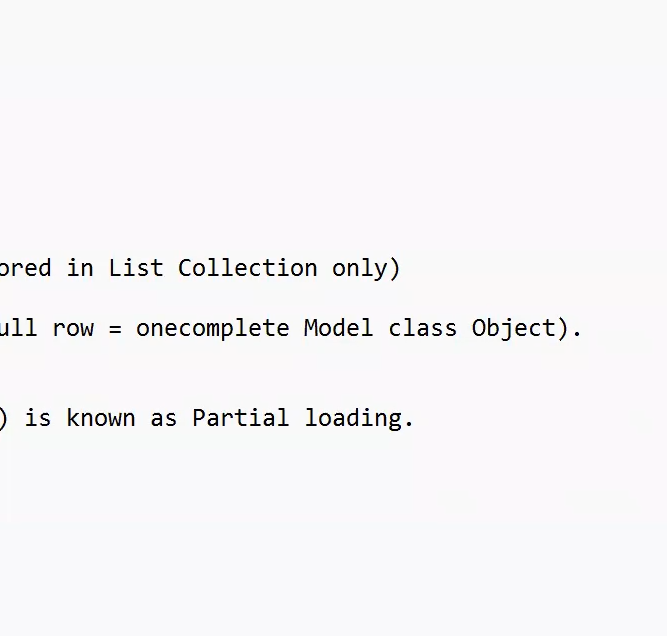 ored in List Collection only)
ull row = onecomplete Model class Object).
) is known as Partial loading.